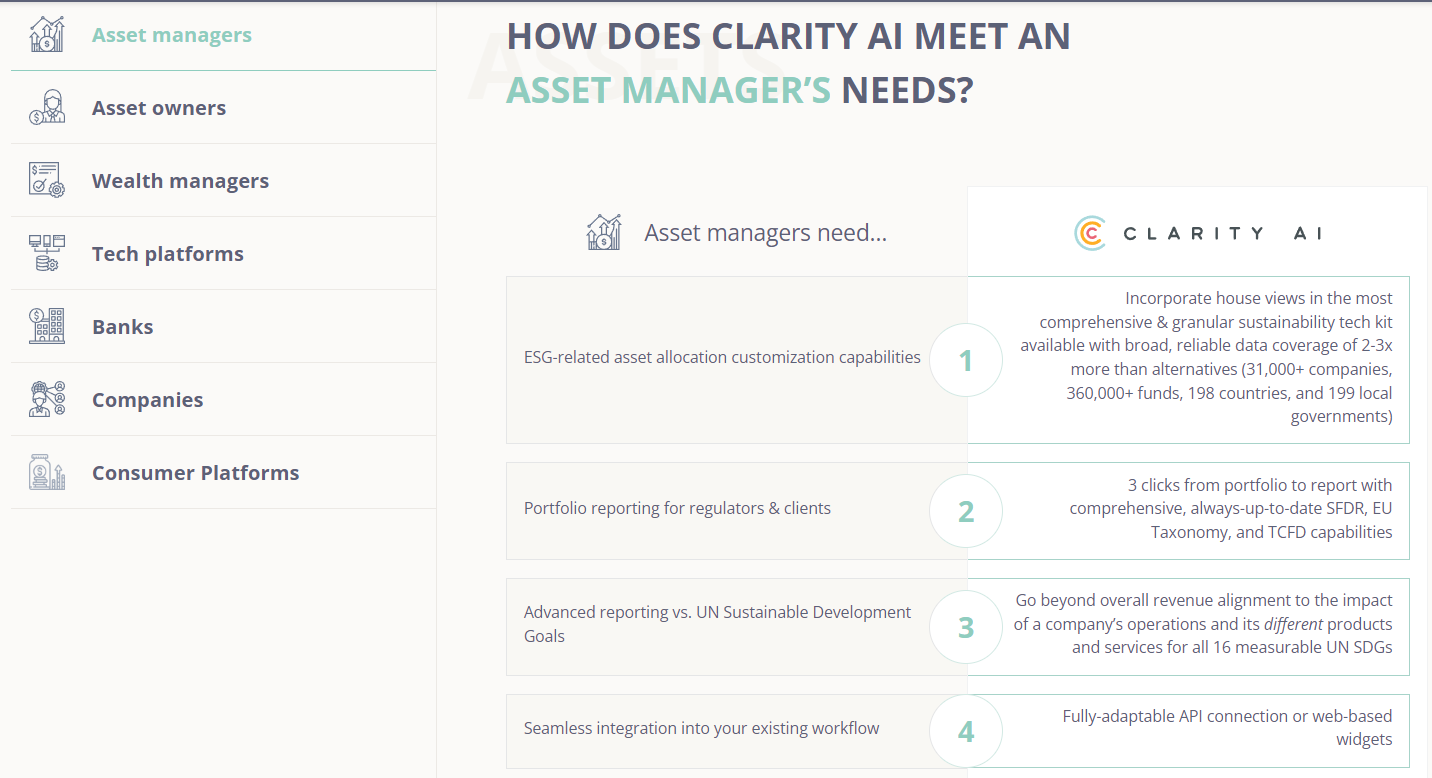 Asset managers
Asset owners
Wealth managers
Tech platforms
Banks
Companies
Consumer Platforms
ASSETS
HOW DOES CLARITY AI MEET AN
ASSET MANAGER’S NEEDS?
Asset managers need...
CLARITY AI
ESG-related asset allocation customization capabilities
1
Incorporate house views in the most
comprehensive & granular sustainability tech kit
available with broad, reliable data coverage of 2-3x
more than alternatives (31,000+ companies,
360,000+ funds, 198 countries, and 199 local
governments)
Portfolio reporting for regulators & clients
2
3 clicks from portfolio to report with
comprehensive, always-up-to-date SFDR, EU
Taxonomy, and TCFD capabilities
Advanced reporting vs. UN Sustainable Development
Goals
3
Go beyond overall revenue alignment to the impact
of a company’s operations and its different products
and services for all 16 measurable UN SDGs
Seamless integration into your existing workflow
4
Fully-adaptable API connection or web-based
widgets